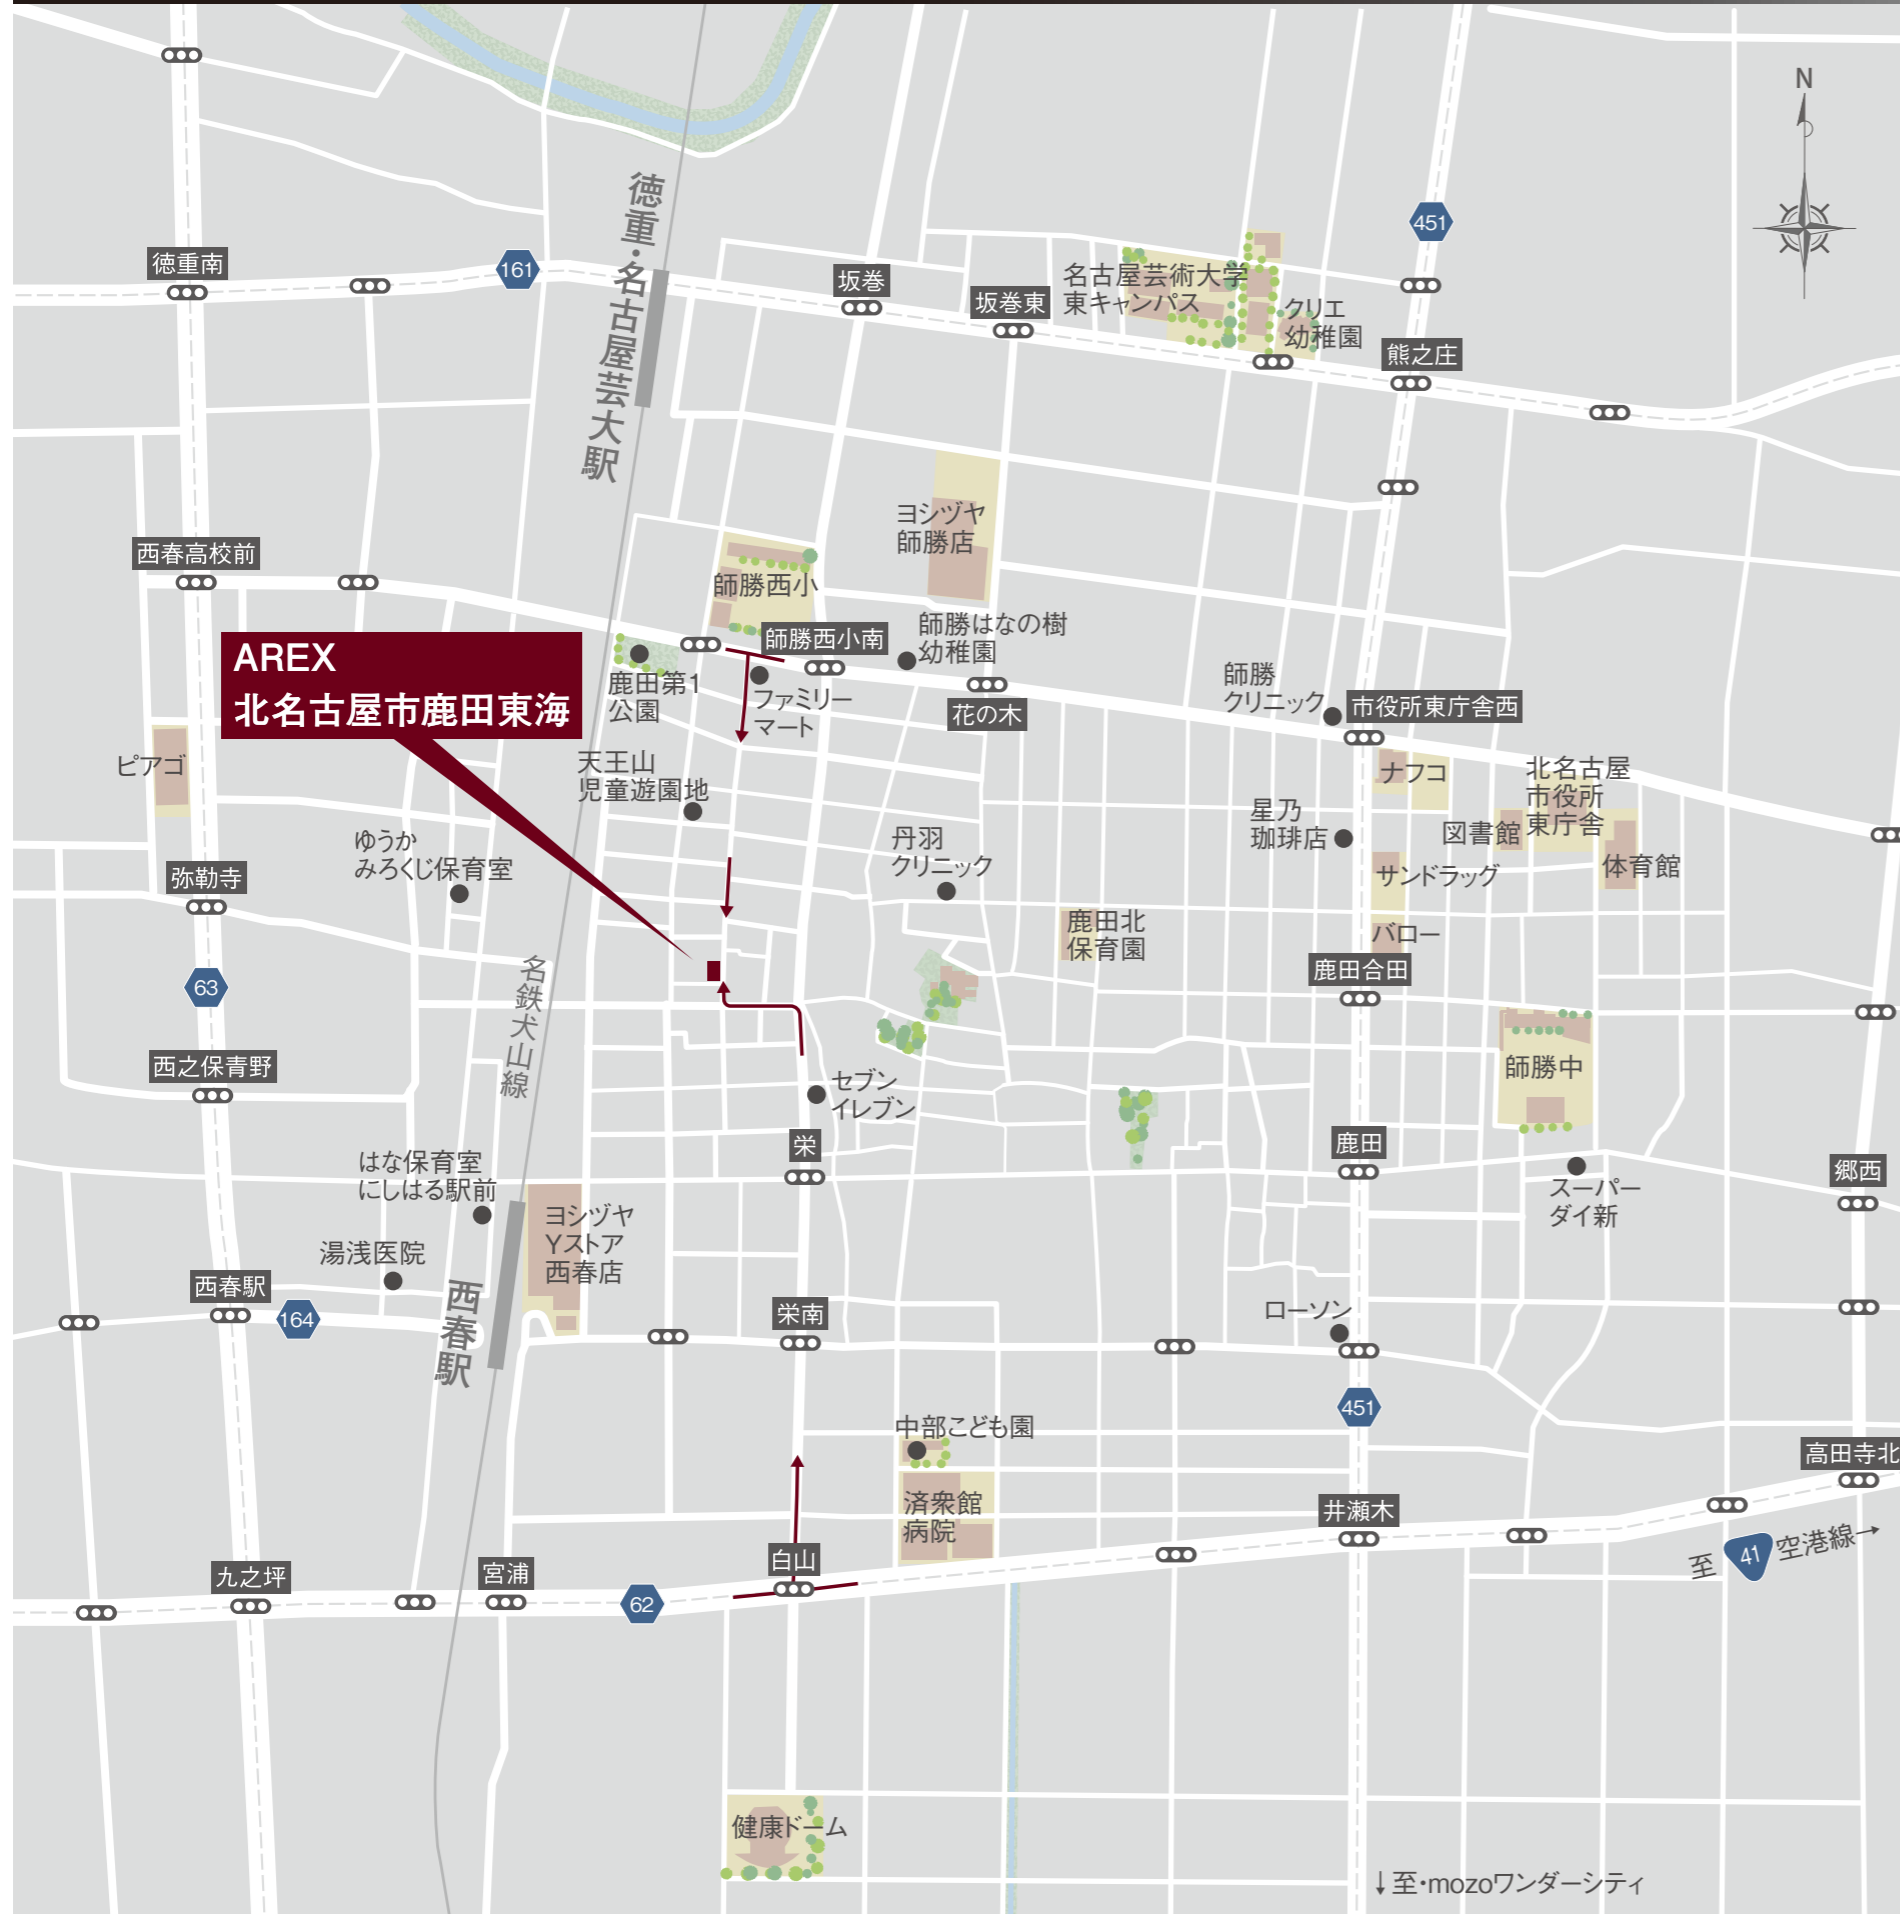 N
徳重・名古屋芸大駅
451
徳重南
161
坂巻
坂巻東
名古屋芸術大学
東キャンパス
クリエ
幼稚園
熊之庄
ヨシヅヤ
師勝店
西春高校前
師勝西小
師勝西小南
師勝はなの樹
幼稚園
AREX
北名古屋市鹿田東海
鹿田第1
公園
ファミリー
マート
花の木
師勝
クリニック
市役所東庁舎西
ピアゴ
天王山
児童遊園地
ナフコ
北名古屋
市役所
東庁舎
星乃
珈琲店
図書館
ゆうか
みろくじ保育室
丹羽
クリニック
サンドラッグ
体育館
弥勒寺
鹿田北
保育園
バロー
63
名鉄犬山線
鹿田合田
西之保青野
師勝中
セブン
イレブン
栄
鹿田
はな保育室
にしはる駅前
郷西
スーパー
ダイ新
ヨシヅヤ
Yストア
西春店
湯浅医院
西春駅
164
西春駅
栄南
ローソン
451
中部こども園
高田寺北
済衆館
病院
井瀬木
白山
至 41 空港線→
九之坪
宮浦
62
健康ドーム
↓至・mozoワンダーシティ